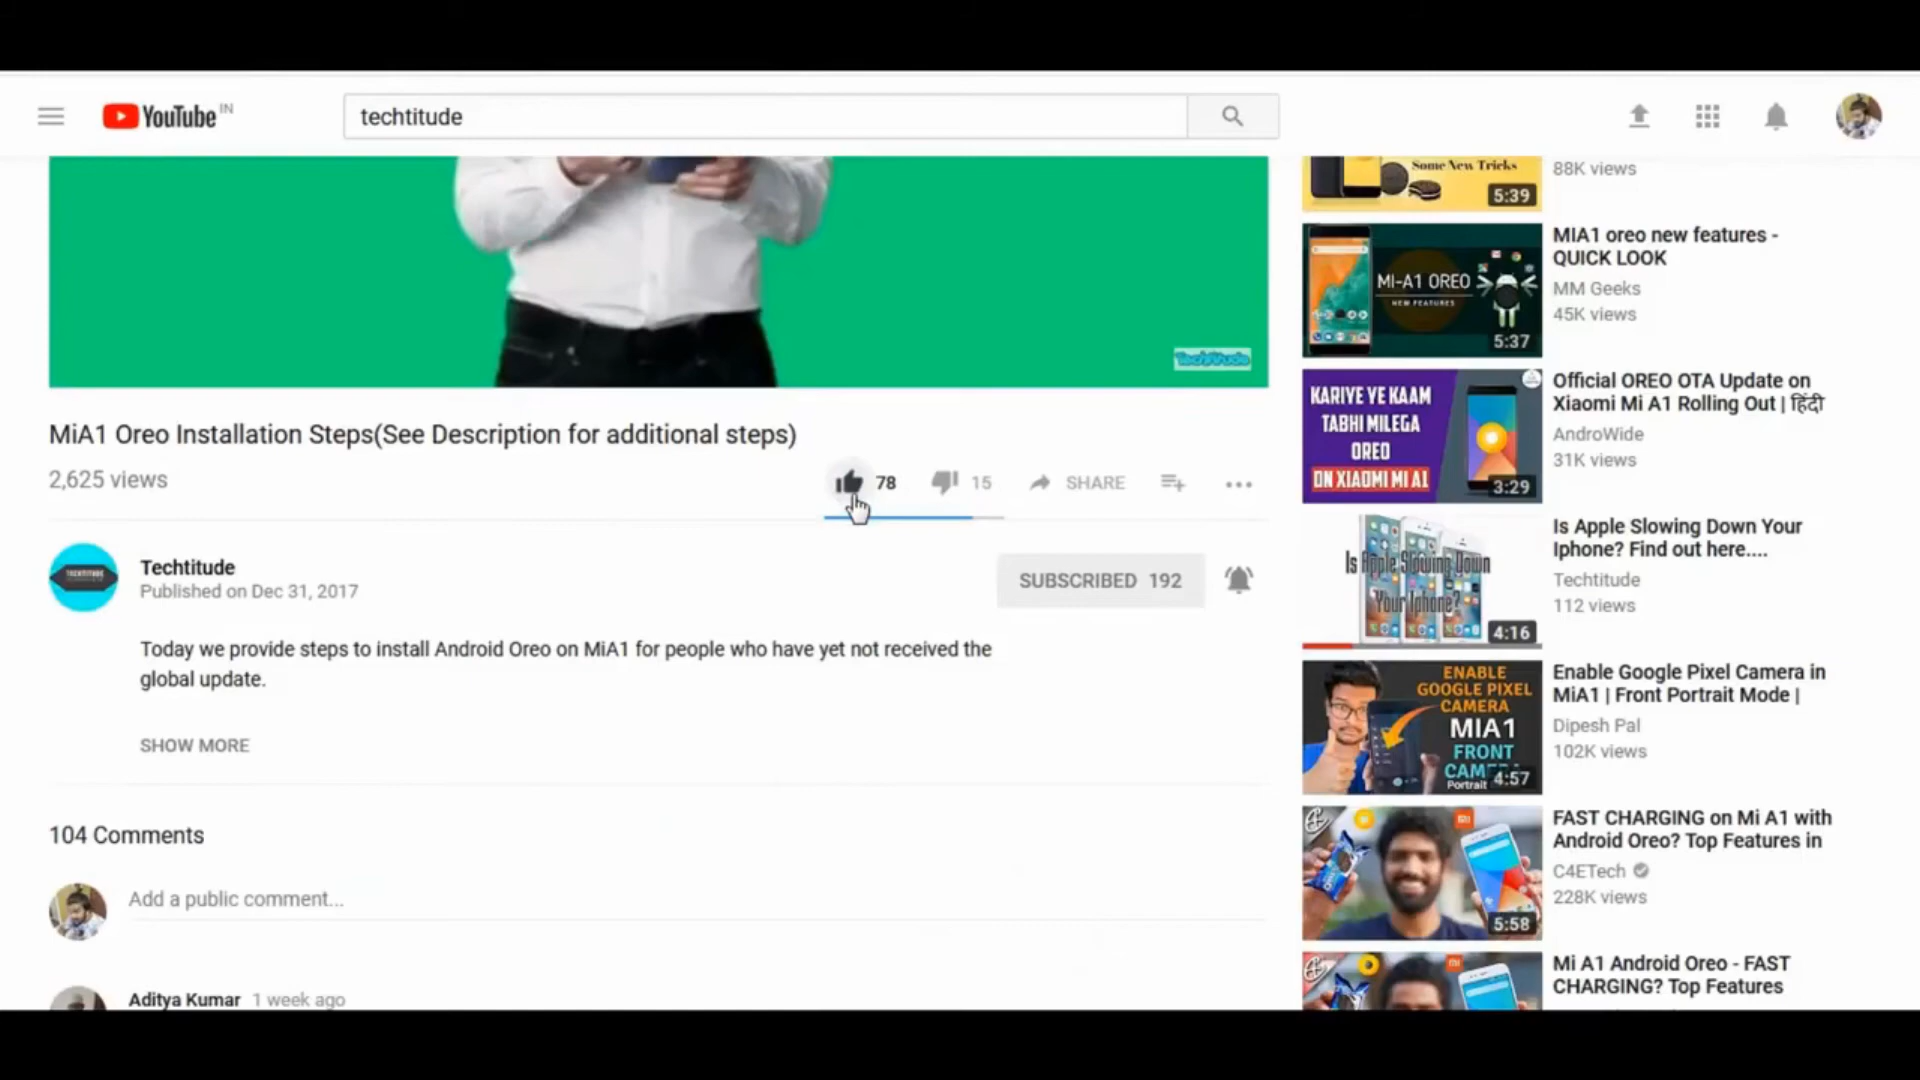 YouTube IN
techtitude
Techtitude
MiA1 Oreo Installation Steps(See Description for additional steps)
2,625 views
78
15
SHARE
TECHTITUDE
Techtitude
Published on Dec 31, 2017
SUBSCRIBED 192
Today we provide steps to install Android Oreo on MiA1 for people who have yet not received the
global update.
SHOW MORE
104 Comments
Add a public comment...
Aditya Kumar 1 week ago
Some New Tricks
5:39
88K views
MI-A1 OREO
NEW FEATURES
5:37
MIA1 oreo new features -
QUICK LOOK
MM Geeks
45K views
KARIYE YE KAAM
TABHI MILEGA
OREO
ON XIAOMI MI A1
3:29
Official OREO OTA Update on
Xiaomi Mi A1 Rolling Out | हिंदी
AndroWide
31K views
Is Apple Slowing Down
Your Iphone?
4:16
Is Apple Slowing Down Your
Iphone? Find out here....
Techtitude
112 views
ENABLE
GOOGLE PIXEL
CAMERA
MIA1
FRONT
CAMERA
Portrait
4:57
Enable Google Pixel Camera in
MiA1 | Front Portrait Mode |
Dipesh Pal
102K views
5:58
FAST CHARGING on Mi A1 with
Android Oreo? Top Features in
C4ETech
228K views
Mi A1 Android Oreo - FAST
CHARGING? Top Features